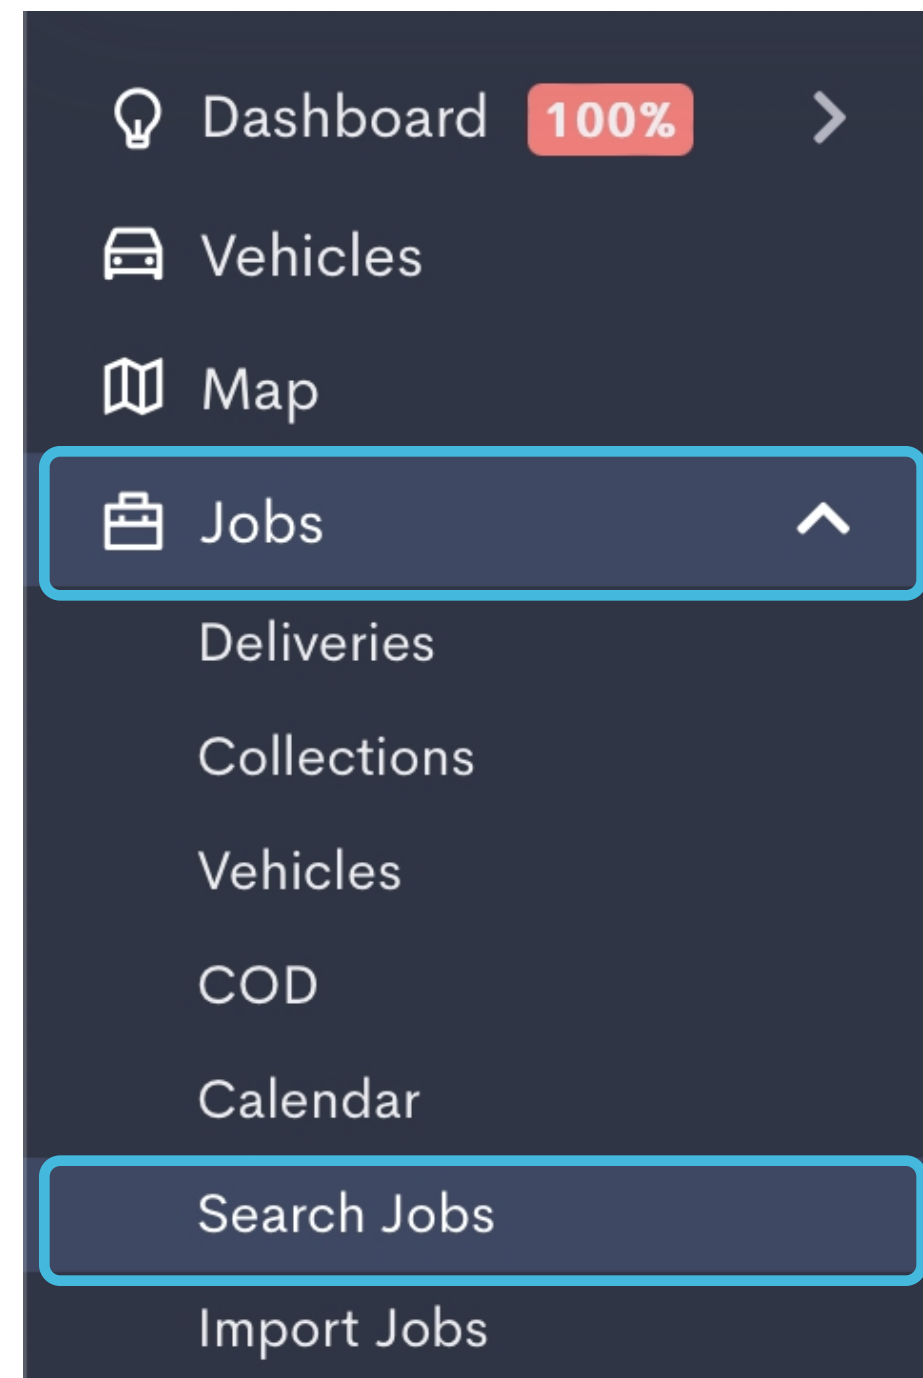 Dashboard 100%
Vehicles
Map
Jobs
Deliveries
Collections
Vehicles
COD
Calendar
Search Jobs
Import Jobs